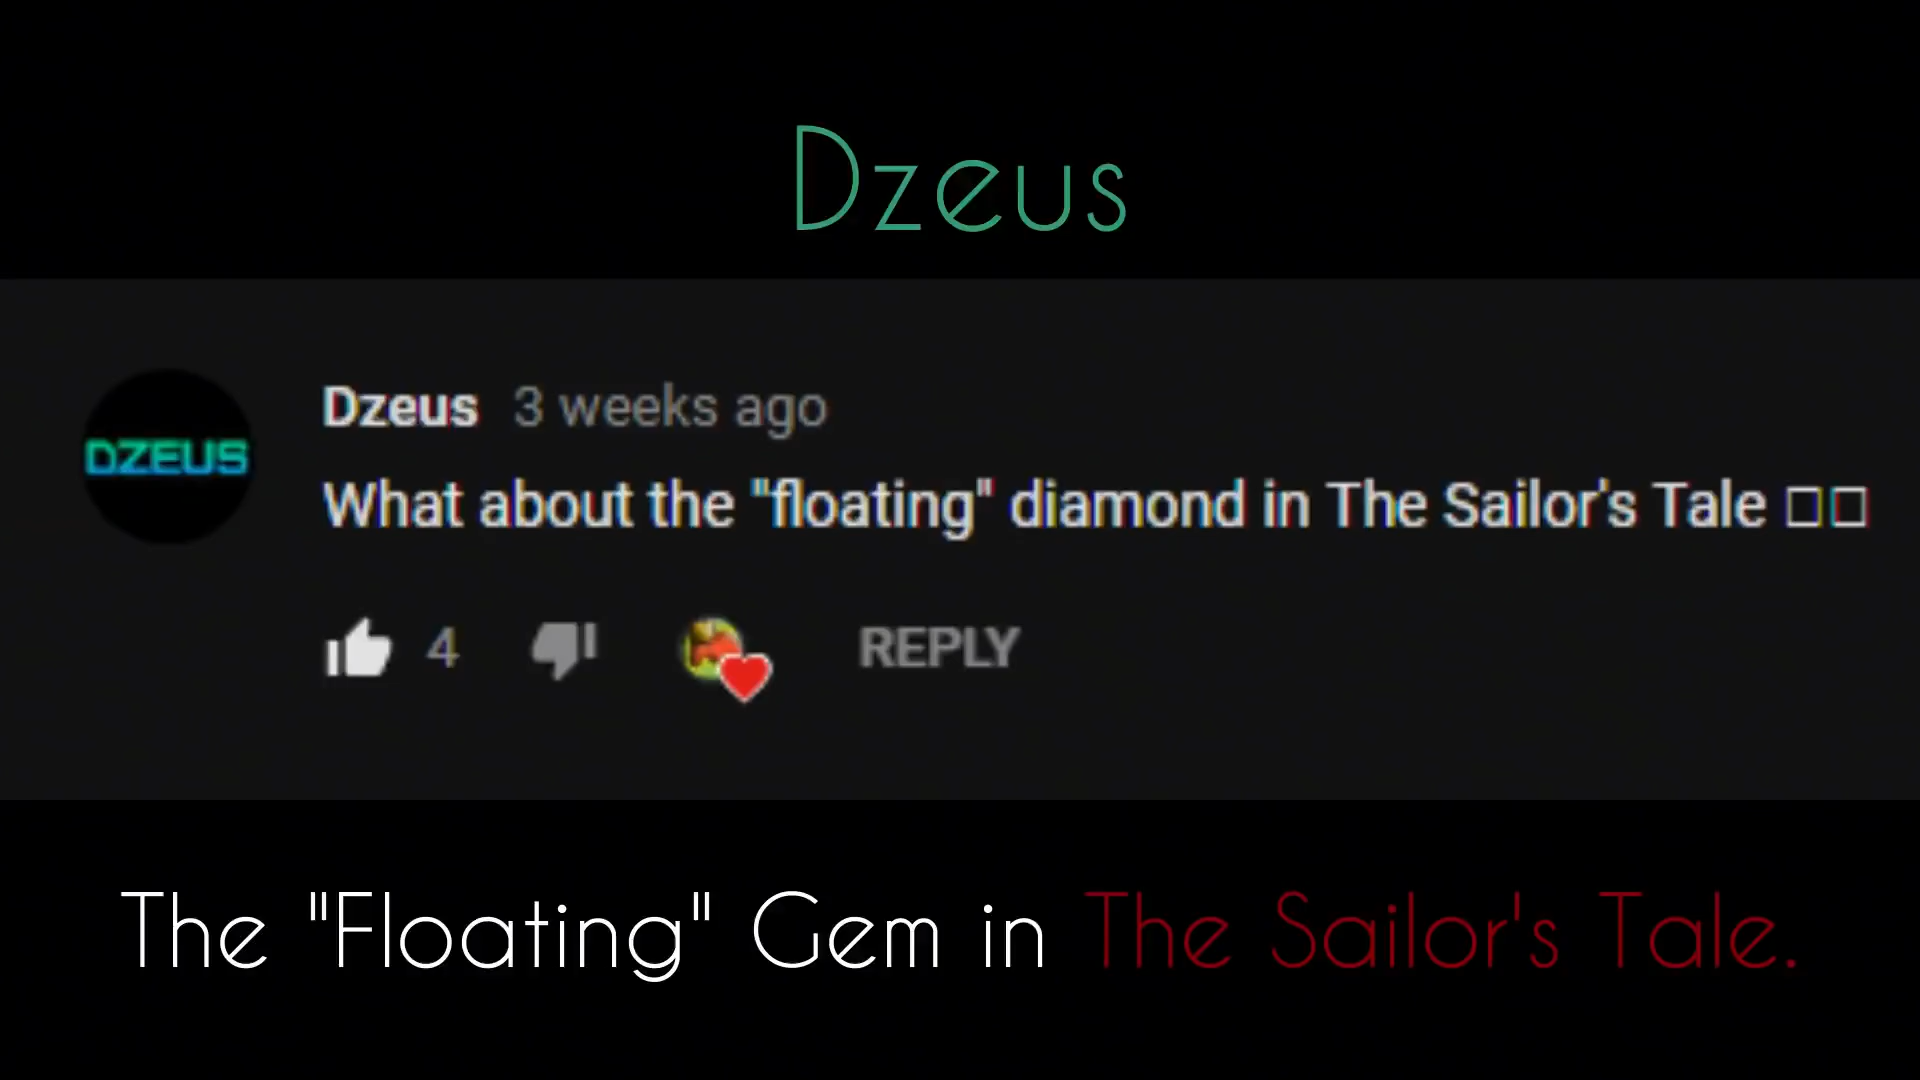 Dzeus
DZEUS
Dzeus 3 weeks ago
What about the "floating" diamond in The Sailor's Tale □□
4 REPLY
The "Floating" Gem in The Sailor's Tale.